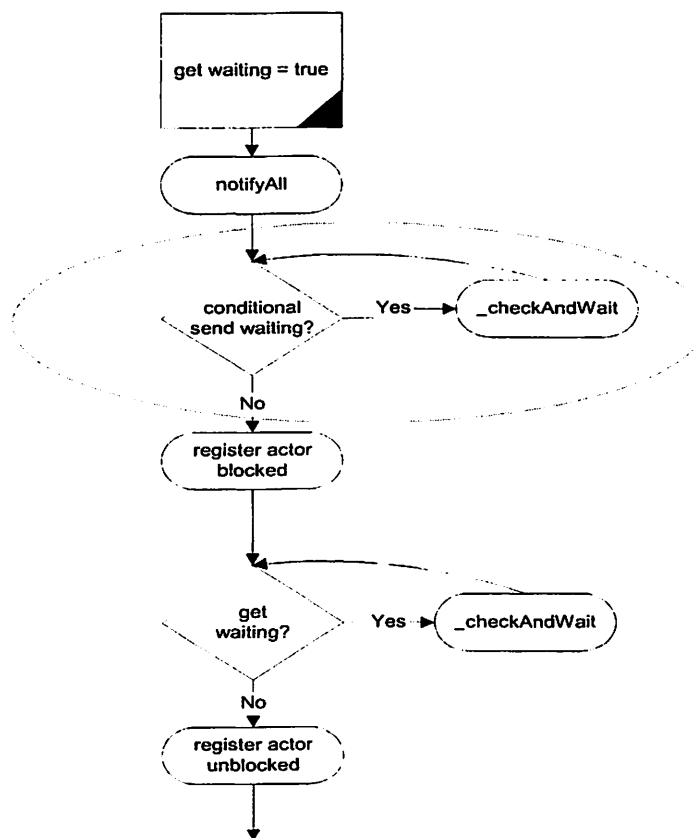 get waiting = true
notifyAll
conditional
send waiting?
Yes
_checkAndWait
No
register actor
blocked
get
waiting?
Yes
_checkAndWait
No
register actor
unblocked